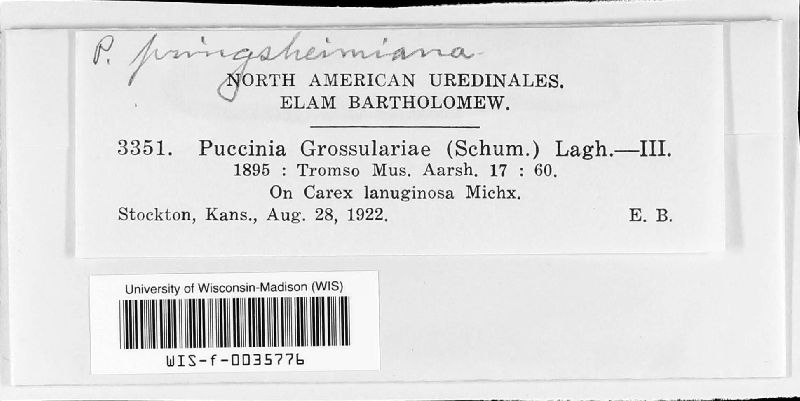 P. pringsheimiana
NORTH AMERICAN UREDINALES.
ELAM BARTHOLOMEW.
3351. Puccinia Grossulariae (Schum.) Lagh.—III.
1895 : Tromso Mus. Aarsh. 17 : 60.
On Carex lanuginosa Michx.
Stockton, Kans., Aug. 28, 1922. E. B.
University of Wisconsin-Madison (WIS)
WIS-f-0035776